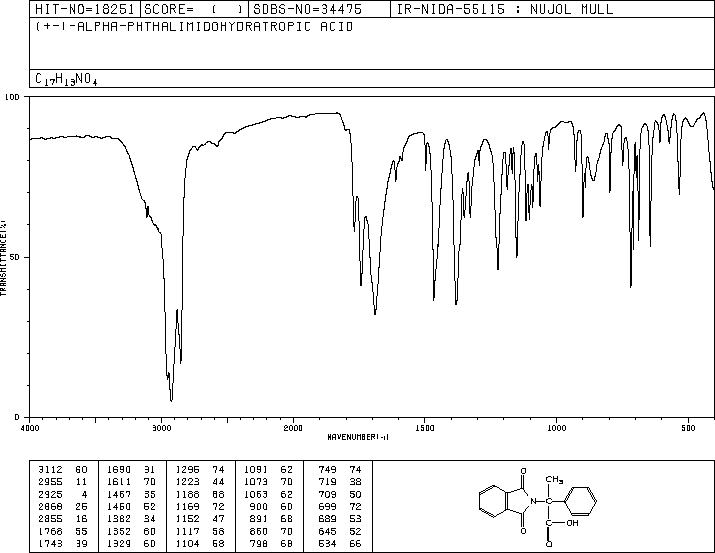 HIT-NO=18251 SCORE= ( ) SDBS-NO=34475 IR-NIDA-55115 : NUJOL MULL
(+-)-ALPHA-PHTHALIMIDOHYDRATROPIC ACID
C17H13NO4
100
50
0
TRANSMITTANCE(%)
4000 3000 2000 1500 1000 500
WAVENUMBER(-1)
3112 60 1690 31 1296 74 1091 62 749 74
2955 11 1611 70 1223 44 1073 70 719 38
2925 4 1467 35 1188 68 1063 62 709 50
2868 26 1460 52 1169 72 900 60 699 72
2855 16 1382 34 1152 47 891 68 689 53
1768 55 1352 60 1117 58 860 70 645 52
1743 39 1329 60 1104 58 798 68 534 66
O
CH3
N
C
O
C
OH
O